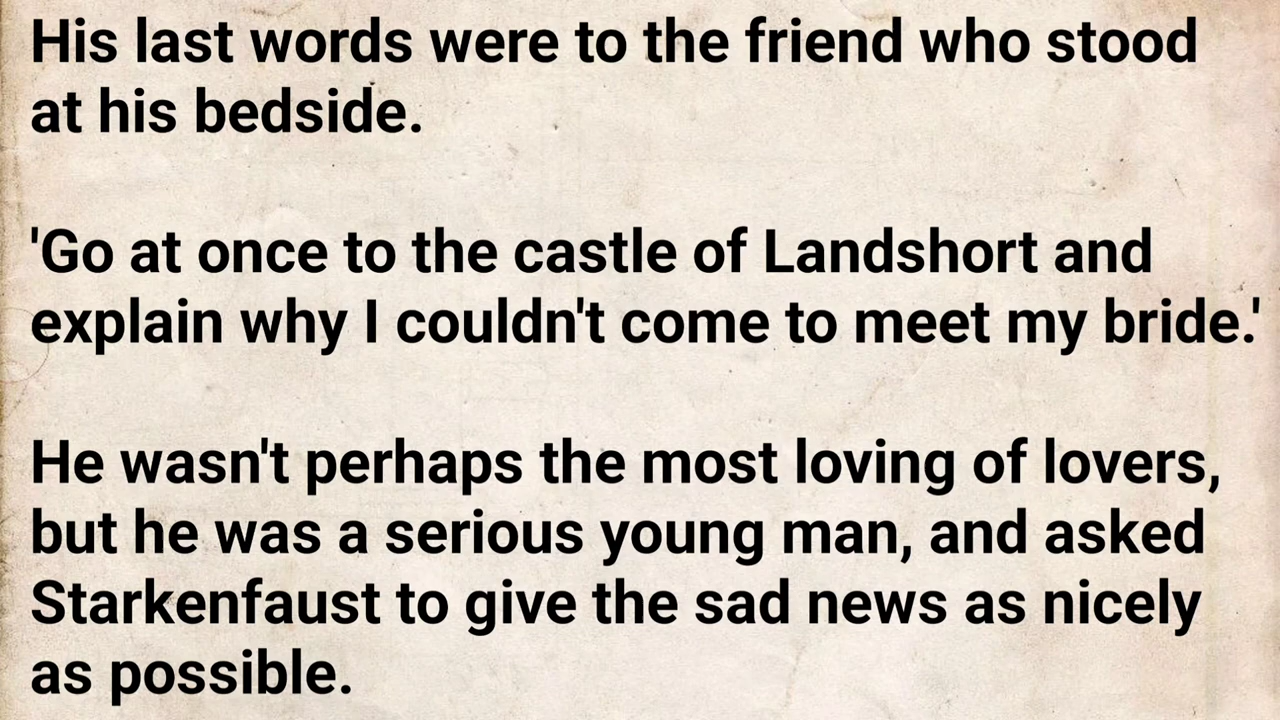 His last words were to the friend who stood
at his bedside.
'Go at once to the castle of Landshort and
explain why I couldn't come to meet my bride.'
He wasn't perhaps the most loving of lovers,
but he was a serious young man, and asked
Starkenfaust to give the sad news as nicely
as possible.